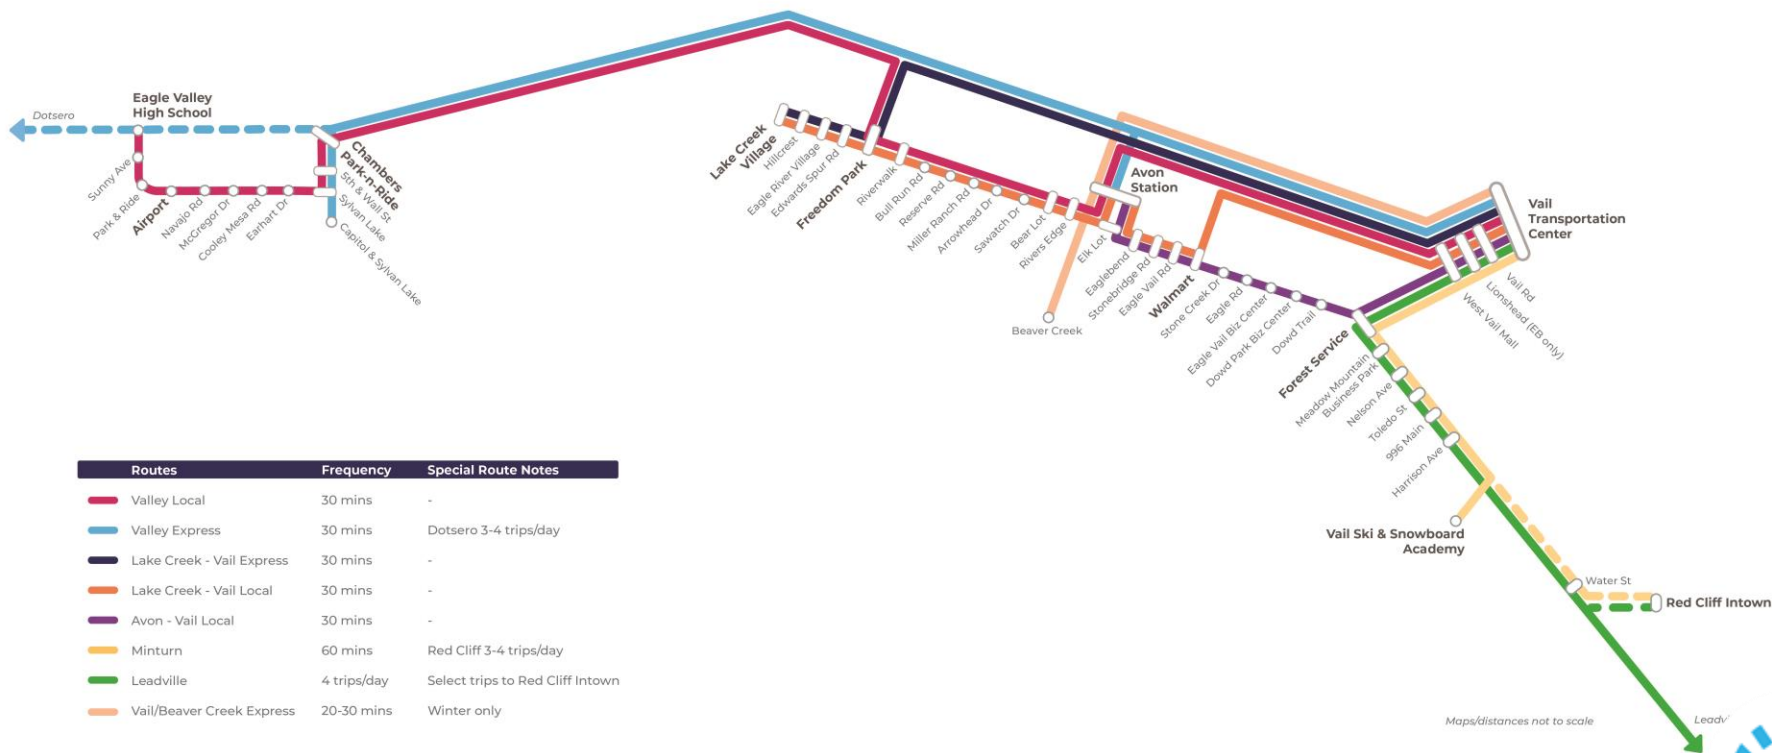 Dotsero
Eagle Valley
High School
Sunny Ave
Park & Ride
Airport
Navajo Rd
McGregor Dr
Cooley Mesa Rd
Earhart Dr
Chambers
Park-n-Ride
5th & Wall St
Sylvan Lake
Capitol & Sylvan Lake
Lake Creek
Village
Hillcrest
Eagle River Village
Edwards Spur Rd
Freedom Park
Riverwalk
Bull Run Rd
Reserve Rd
Miller Ranch Rd
Arrowhead Dr
Sawatch Dr
Bear Lot
Rivers Edge
Avon
Station
Elk Lot
Beaver Creek
Eaglebend
Stonebridge Rd
Eagle Vail Rd
Walmart
Stone Creek Dr
Eagle Rd
Eagle Vail Biz Center
Dowd Park Biz Center
Dowd Trail
Forest Service
Vail
Transportation
Center
Vail Rd
Lionshead (EB only)
West Vail Mall
Meadow Mountain
Business Park
Nelson Ave
Toledo St
996 Main
Harrison Ave
Vail Ski & Snowboard
Academy
Water St
Red Cliff Intown
Routes Frequency Special Route Notes
Valley Local 30 mins -
Valley Express 30 mins Dotsero 3-4 trips/day
Lake Creek - Vail Express 30 mins -
Lake Creek - Vail Local 30 mins -
Avon - Vail Local 30 mins -
Minturn 60 mins Red Cliff 3-4 trips/day
Leadville 4 trips/day Select trips to Red Cliff Intown
Vail/Beaver Creek Express 20-30 mins Winter only
Maps/distances not to scale